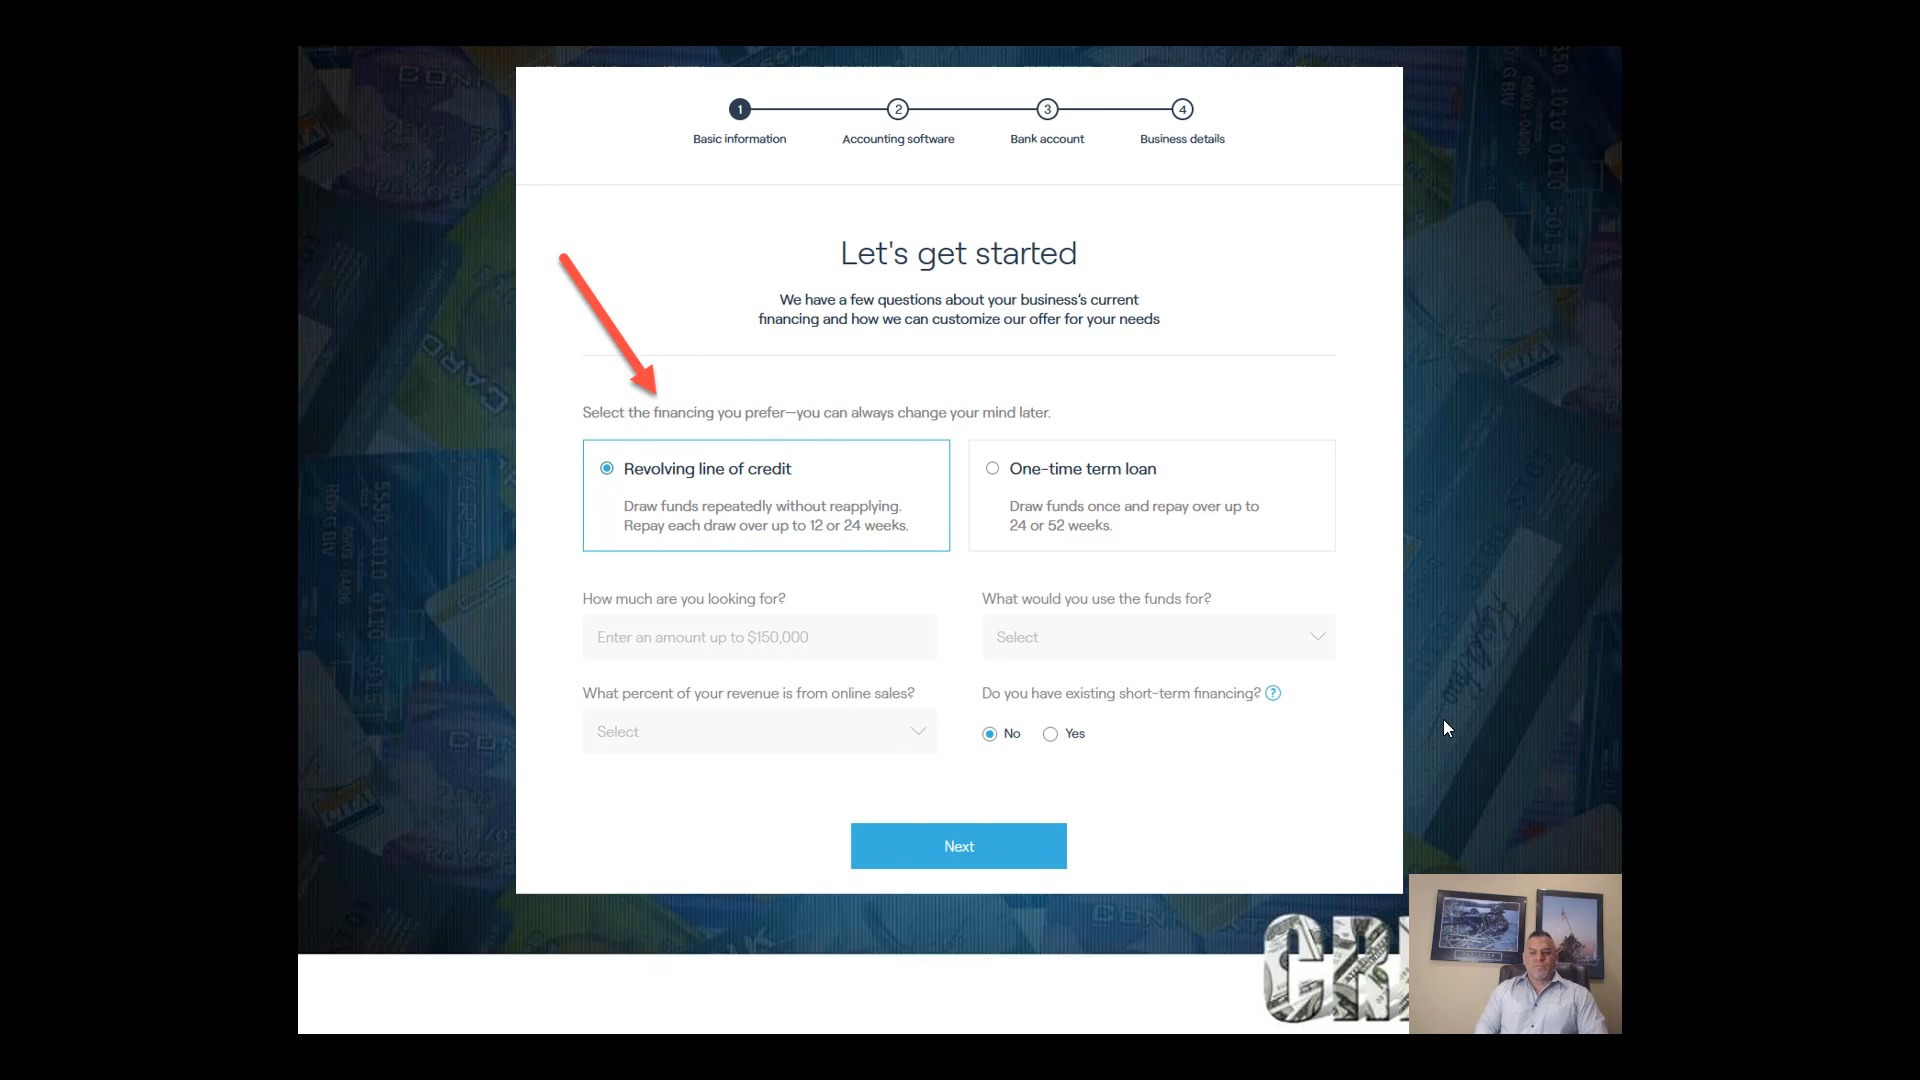 1
2
3
4
Basic information
Accounting software
Bank account
Business details
Let's get started
We have a few questions about your business's current
financing and how we can customize our offer for your needs
Select the financing you prefer—you can always change your mind later.
Revolving line of credit
Draw funds repeatedly without reapplying.
Repay each draw over up to 12 or 24 weeks.
One-time term loan
Draw funds once and repay over up to
24 or 52 weeks.
How much are you looking for?
Enter an amount up to $150,000
What would you use the funds for?
Select
What percent of your revenue is from online sales?
Select
Do you have existing short-term financing? ?
No
Yes
Next